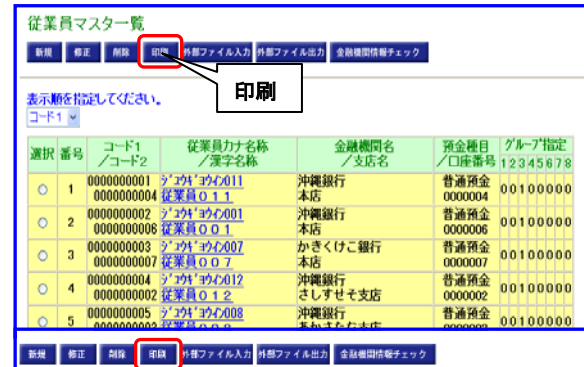 従業員マスター覧
新規 修正 削除 印刷 外部ファイル入力 外部ファイル出力 金融機関情報チェック
印刷
表示順を指定してください。
コード1
選択 番号 コード1 従業員カナ名称 金融機関名 預金種目 グループ指定
／コード2 ／漢字名称 ／支店名 ／口座番号 1 2 3 4 5 6 7 8
1 0000000001 ｼﾞﾕｳｷﾞﾖｳｲﾝ011 沖縄銀行 普通預金 0 0 1 0 0 0 0 0
0000000004 従業員０１１ 本店 0000004
2 0000000002 ｼﾞﾕｳｷﾞﾖｳｲﾝ001 沖縄銀行 普通預金 0 0 1 0 0 0 0 0
0000000006 従業員００１ 本店 0000006
3 0000000003 ｼﾞﾕｳｷﾞﾖｳｲﾝ007 かきくけこ銀行 普通預金 0 0 1 0 0 0 0 0
0000000007 従業員００７ 本店 0000007
4 0000000004 ｼﾞﾕｳｷﾞﾖｳｲﾝ012 沖縄銀行 普通預金 0 0 1 0 0 0 0 0
0000000002 従業員０１２ さしすせそ支店 0000002
5 0000000005 ｼﾞﾕｳｷﾞﾖｳｲﾝ008 沖縄銀行 普通預金 0 0 1 0 0 0 0 0
新規 修正 削除 印刷 外部ファイル入力 外部ファイル出力 金融機関情報チェック